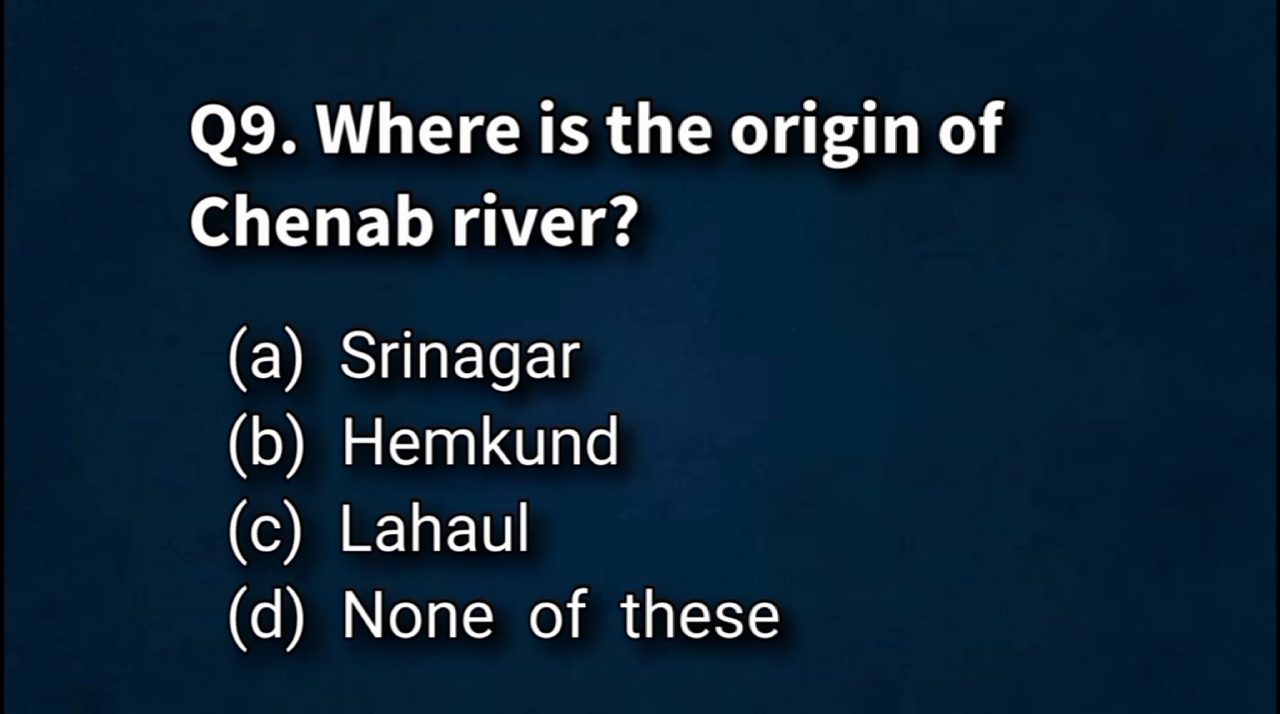 Q9. Where is the origin of
Chenab river?
(a) Srinagar
(b) Hemkund
(c) Lahaul
(d) None of these